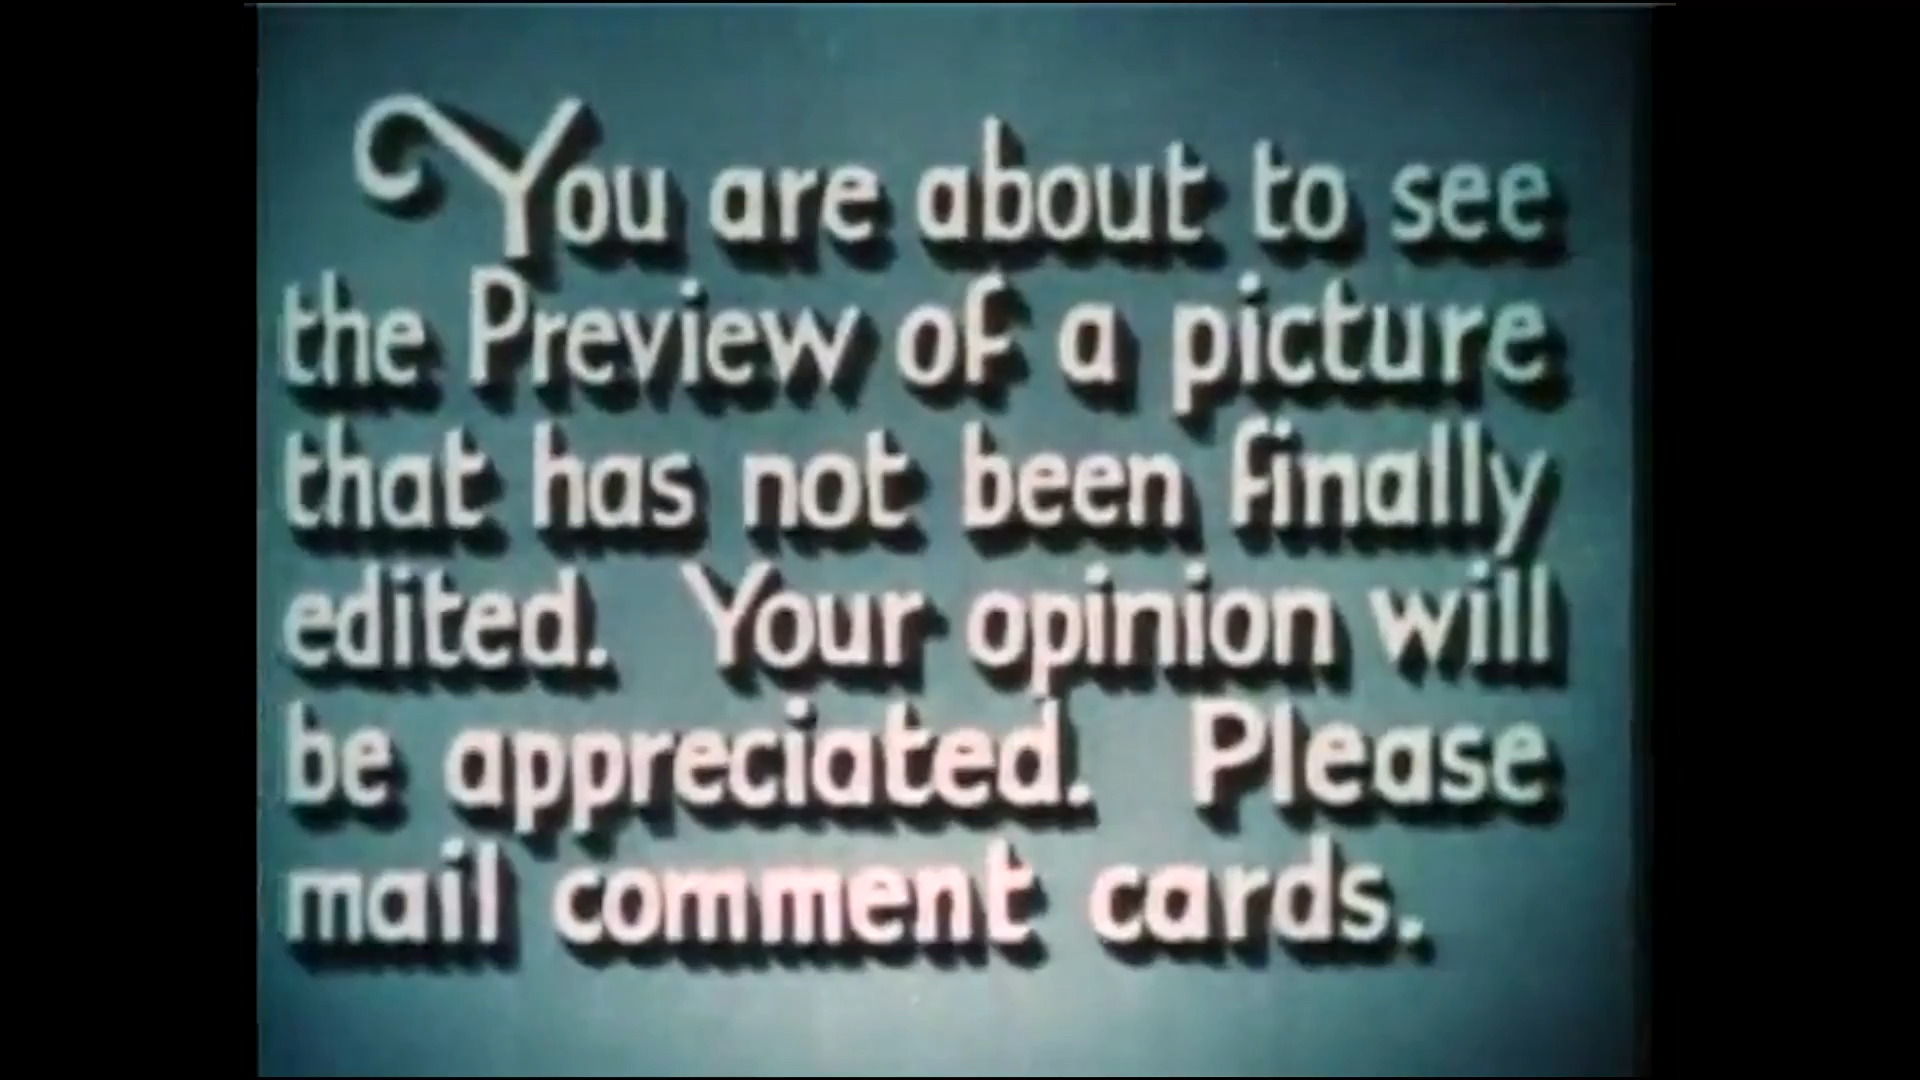 You are about to see
the Preview of a picture
that has not been finally
edited. Your opinion will
be appreciated. Please
mail comment cards.